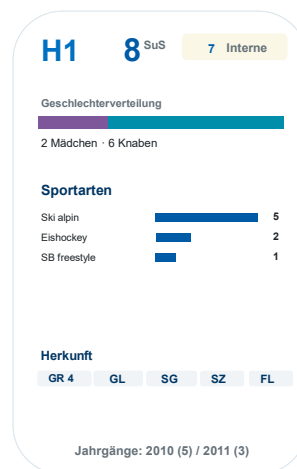 H1 8 SuS 7 Interne
Geschlechterverteilung
2 Mädchen · 6 Knaben
Sportarten
Ski alpin 5
Eishockey 2
SB freestyle 1
Herkunft
GR 4 GL SG SZ FL
Jahrgänge: 2010 (5) / 2011 (3)